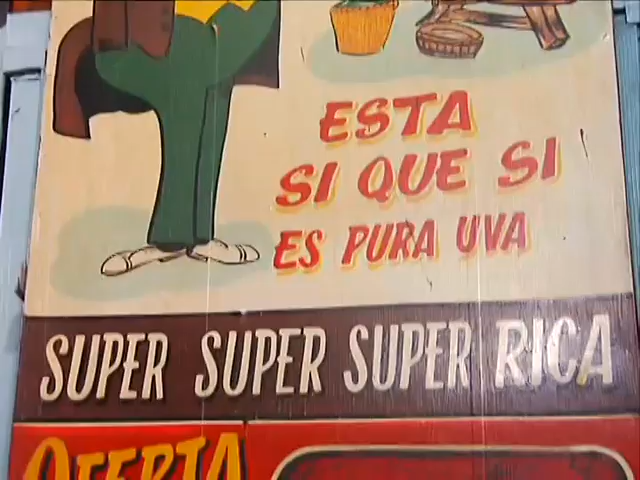 ESTA
SI QUE SI
ES PURA UVA
SUPER SUPER SUPER RICA
OFERTA